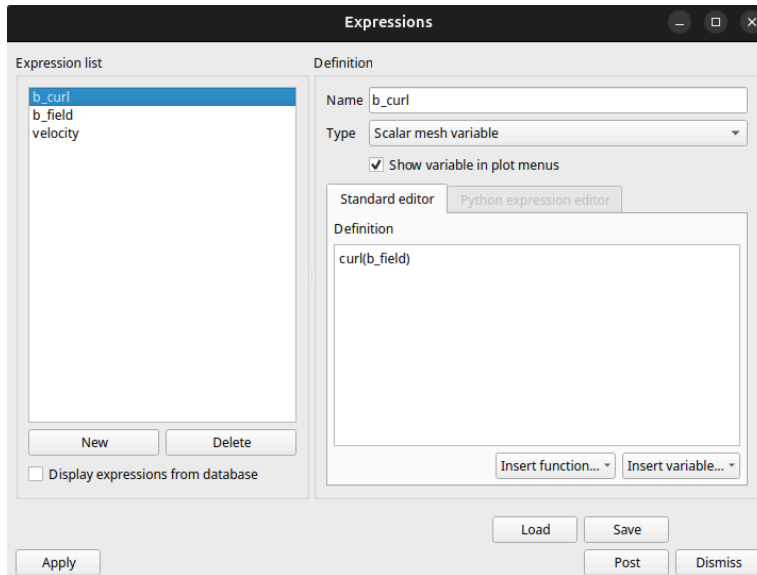 Expressions
Expression list
b_curl
b_field
velocity
New
Delete
Display expressions from database
Definition
Name b_curl
Type Scalar mesh variable
Show variable in plot menus
Standard editor
Python expression editor
Definition
curl(b_field)
Insert function...
Insert variable...
Load
Save
Apply
Post
Dismiss